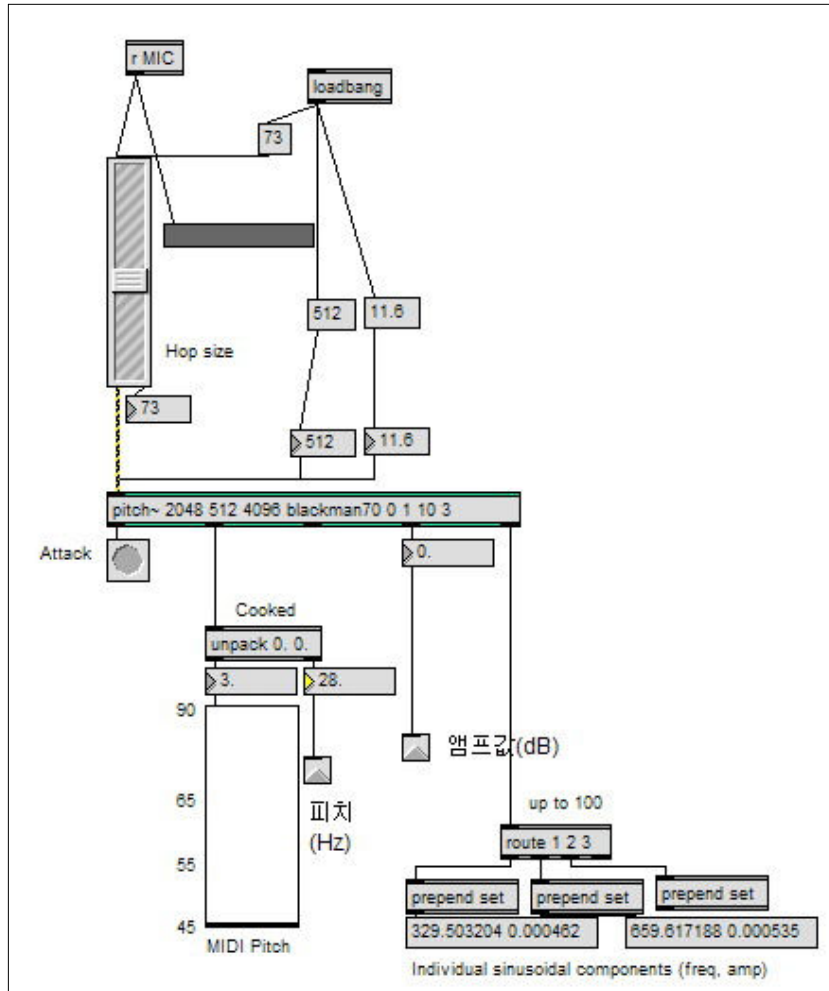 r MIC
loadbang
73
512
11.6
Hop size
73
512
11.6
pitch~ 2048 512 4096 blackman70 0 1 10 3
Attack
0.
Cooked
unpack 0. 0.
3.
28.
90
앰프값(dB)
피치
(Hz)
65
up to 100
route 1 2 3
55
prepend set
prepend set
prepend set
45
329.503204 0.000462
659.617188 0.000535
MIDI Pitch
Individual sinusoidal components (freq, amp)